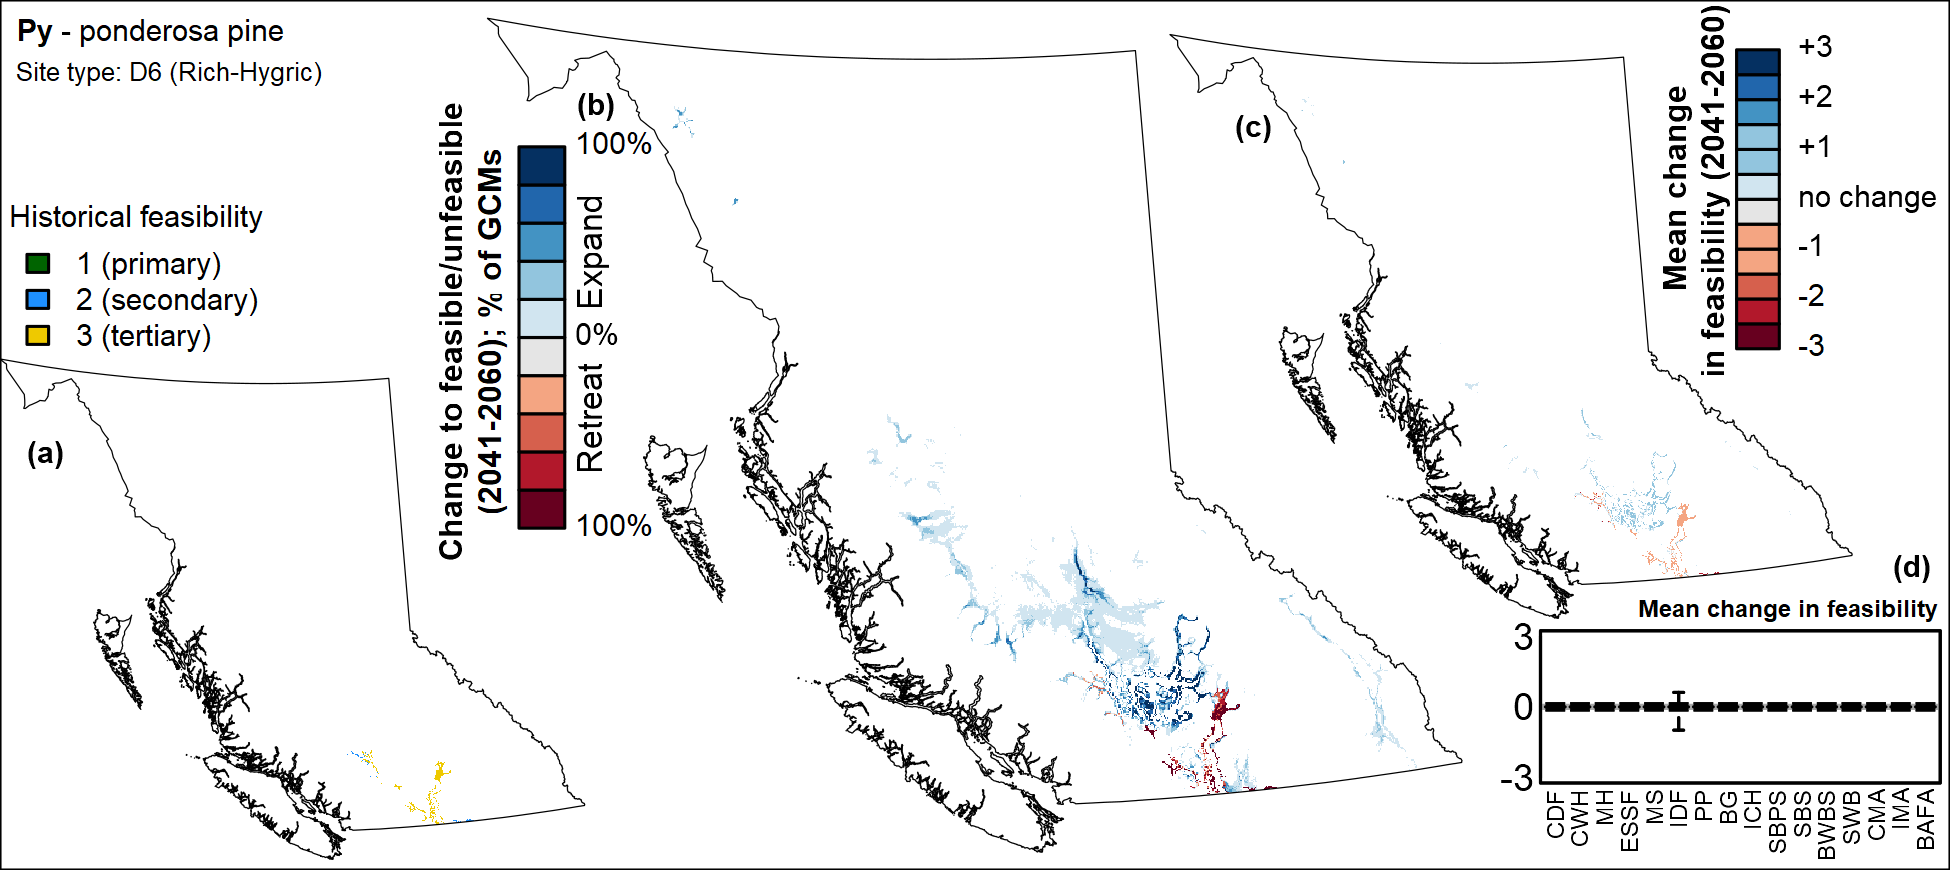 Py - ponderosa pine
Site type: D6 (Rich-Hygric)
Historical feasibility
1 (primary)
2 (secondary)
3 (tertiary)
(a)
(b)
Change to feasible/unfeasible
(2041-2060); % of GCMs
100%
Expand
0%
Retreat
100%
(c)
Mean change
in feasibility (2041-2060)
+3
+2
+1
no change
-1
-2
-3
(d)
Mean change in feasibility
3
0
-3
CDF
CWH
MH
ESSF
MS
IDF
PP
BG
ICH
SBPS
SBS
BWBS
SWB
CMA
IMA
BAFA